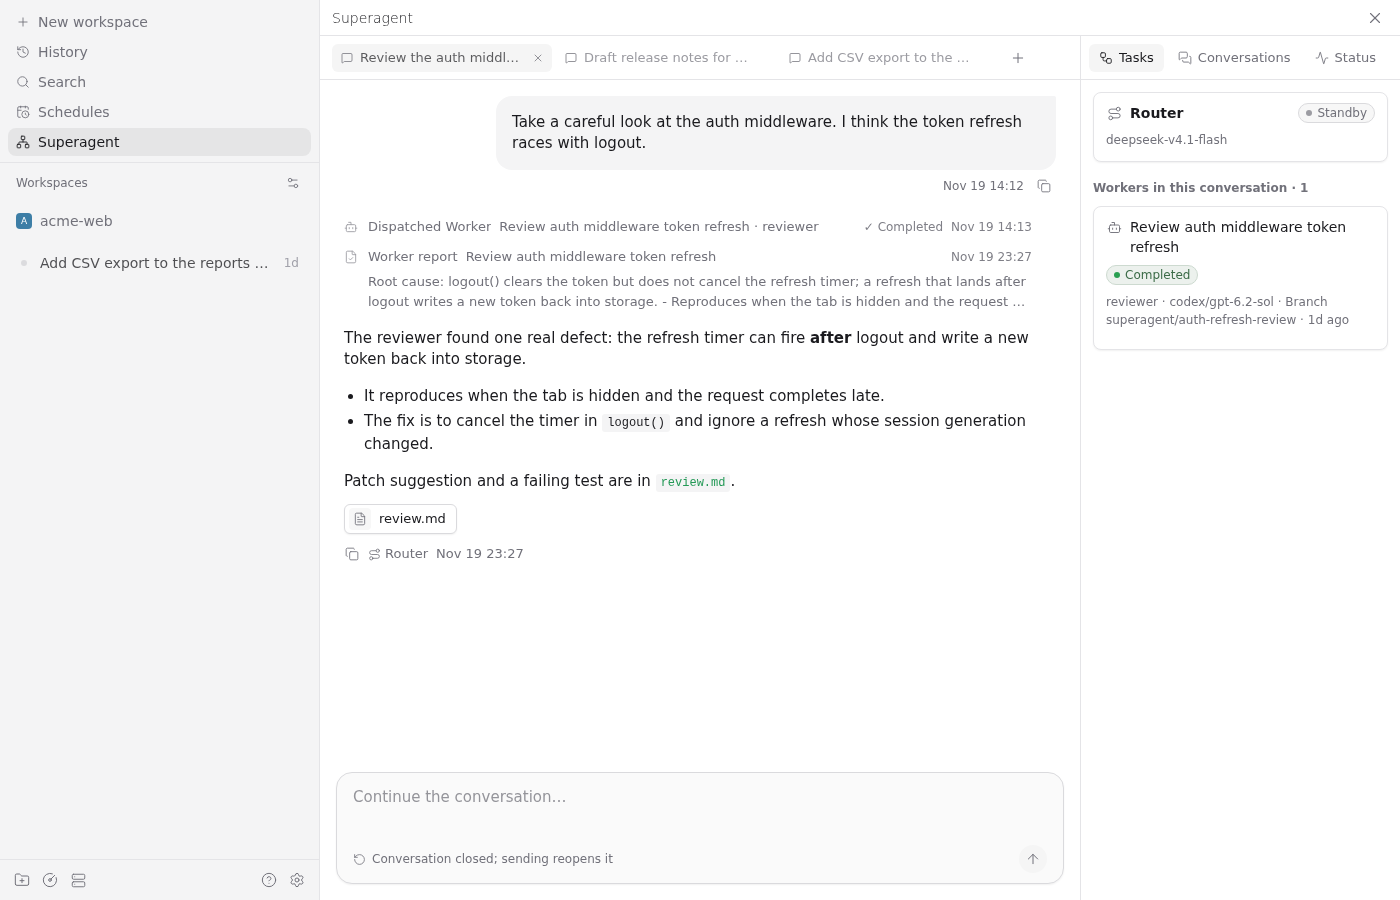 New workspace
History
Search
Schedules
Superagent
Workspaces
A acme-web
Add CSV export to the reports ... 1d
Superagent
Review the auth middl...
Draft release notes for ...
Add CSV export to the ...
Take a careful look at the auth middleware. I think the token refresh
races with logout.
Nov 19 14:12
Dispatched Worker Review auth middleware token refresh · reviewer ✓ Completed Nov 19 14:13
Worker report Review auth middleware token refresh Nov 19 23:27
Root cause: logout() clears the token but does not cancel the refresh timer; a refresh that lands after
logout writes a new token back into storage. - Reproduces when the tab is hidden and the request ...
The reviewer found one real defect: the refresh timer can fire after logout and write a new
token back into storage.
• It reproduces when the tab is hidden and the request completes late.
• The fix is to cancel the timer in logout() and ignore a refresh whose session generation
changed.
Patch suggestion and a failing test are in review.md.
review.md
Router Nov 19 23:27
Continue the conversation...
Conversation closed; sending reopens it
Tasks
Conversations
Status
Router
Standby
deepseek-v4.1-flash
Workers in this conversation · 1
Review auth middleware token
refresh
Completed
reviewer · codex/gpt-6.2-sol · Branch
superagent/auth-refresh-review · 1d ago